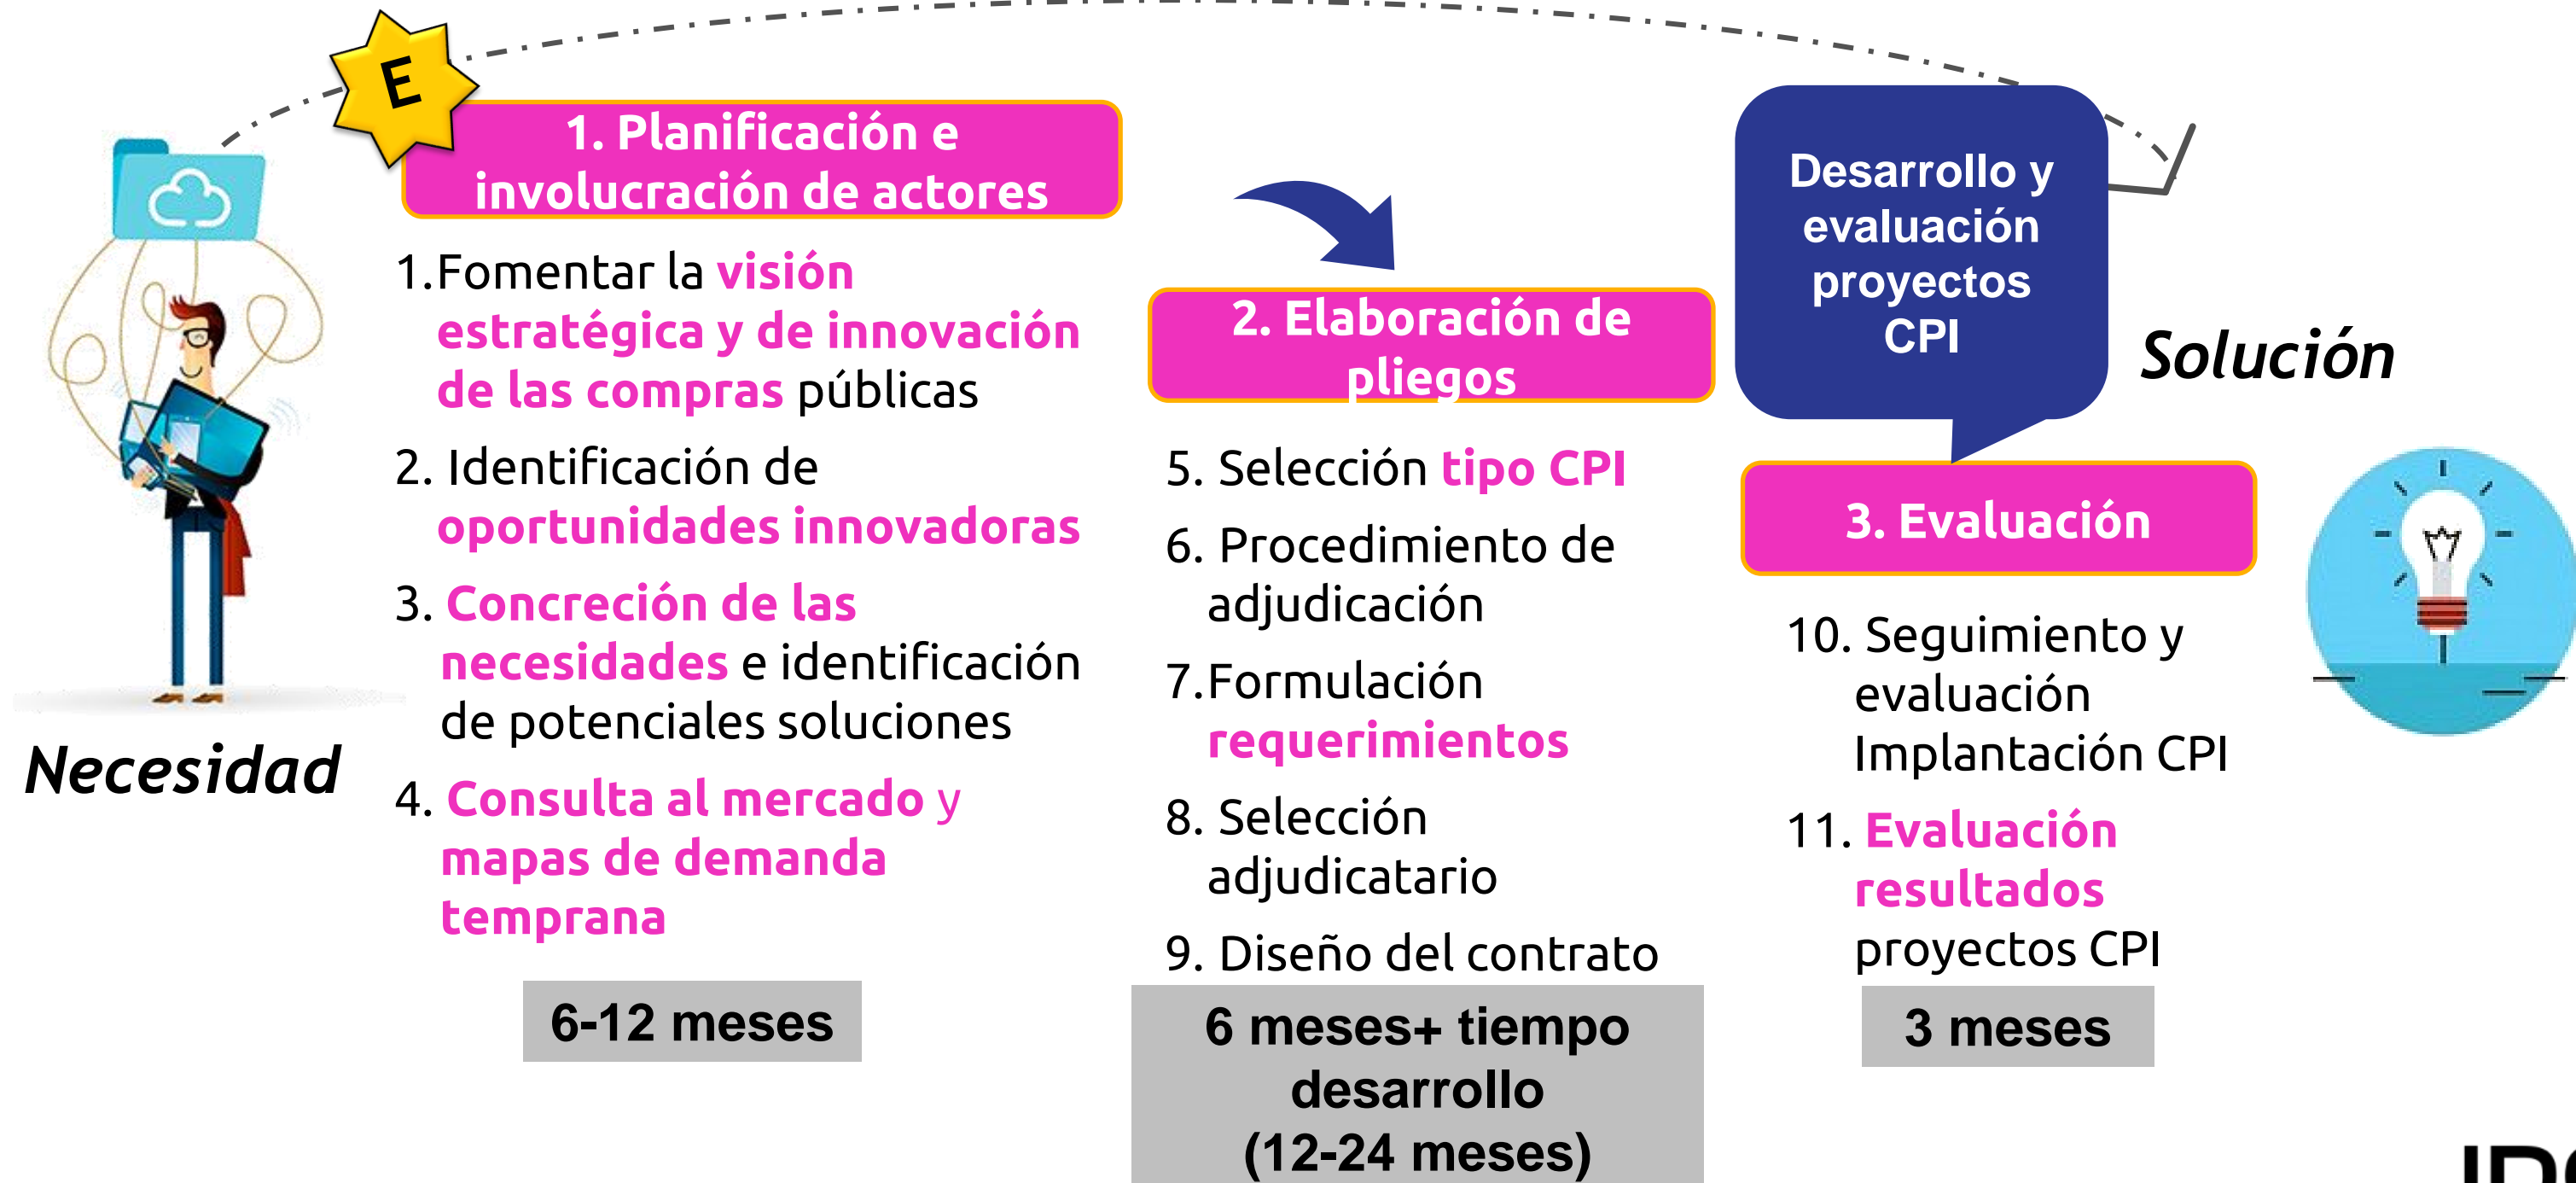 E
1. Planificación e
involucración de actores
1.Fomentar la visión
estratégica y de innovación
de las compras públicas
2. Identificación de
oportunidades innovadoras
3. Concreción de las
necesidades e identificación
de potenciales soluciones
4. Consulta al mercado y
mapas de demanda
temprana
6-12 meses
Necesidad
2. Elaboración de
pliegos
5. Selección tipo CPI
6. Procedimiento de
adjudicación
7.Formulación
requerimientos
8. Selección
adjudicatario
9. Diseño del contrato
6 meses+ tiempo
desarrollo
(12-24 meses)
Desarrollo y
evaluación
proyectos
CPI
3. Evaluación
10. Seguimiento y
evaluación
Implantación CPI
11. Evaluación
resultados
proyectos CPI
3 meses
Solución